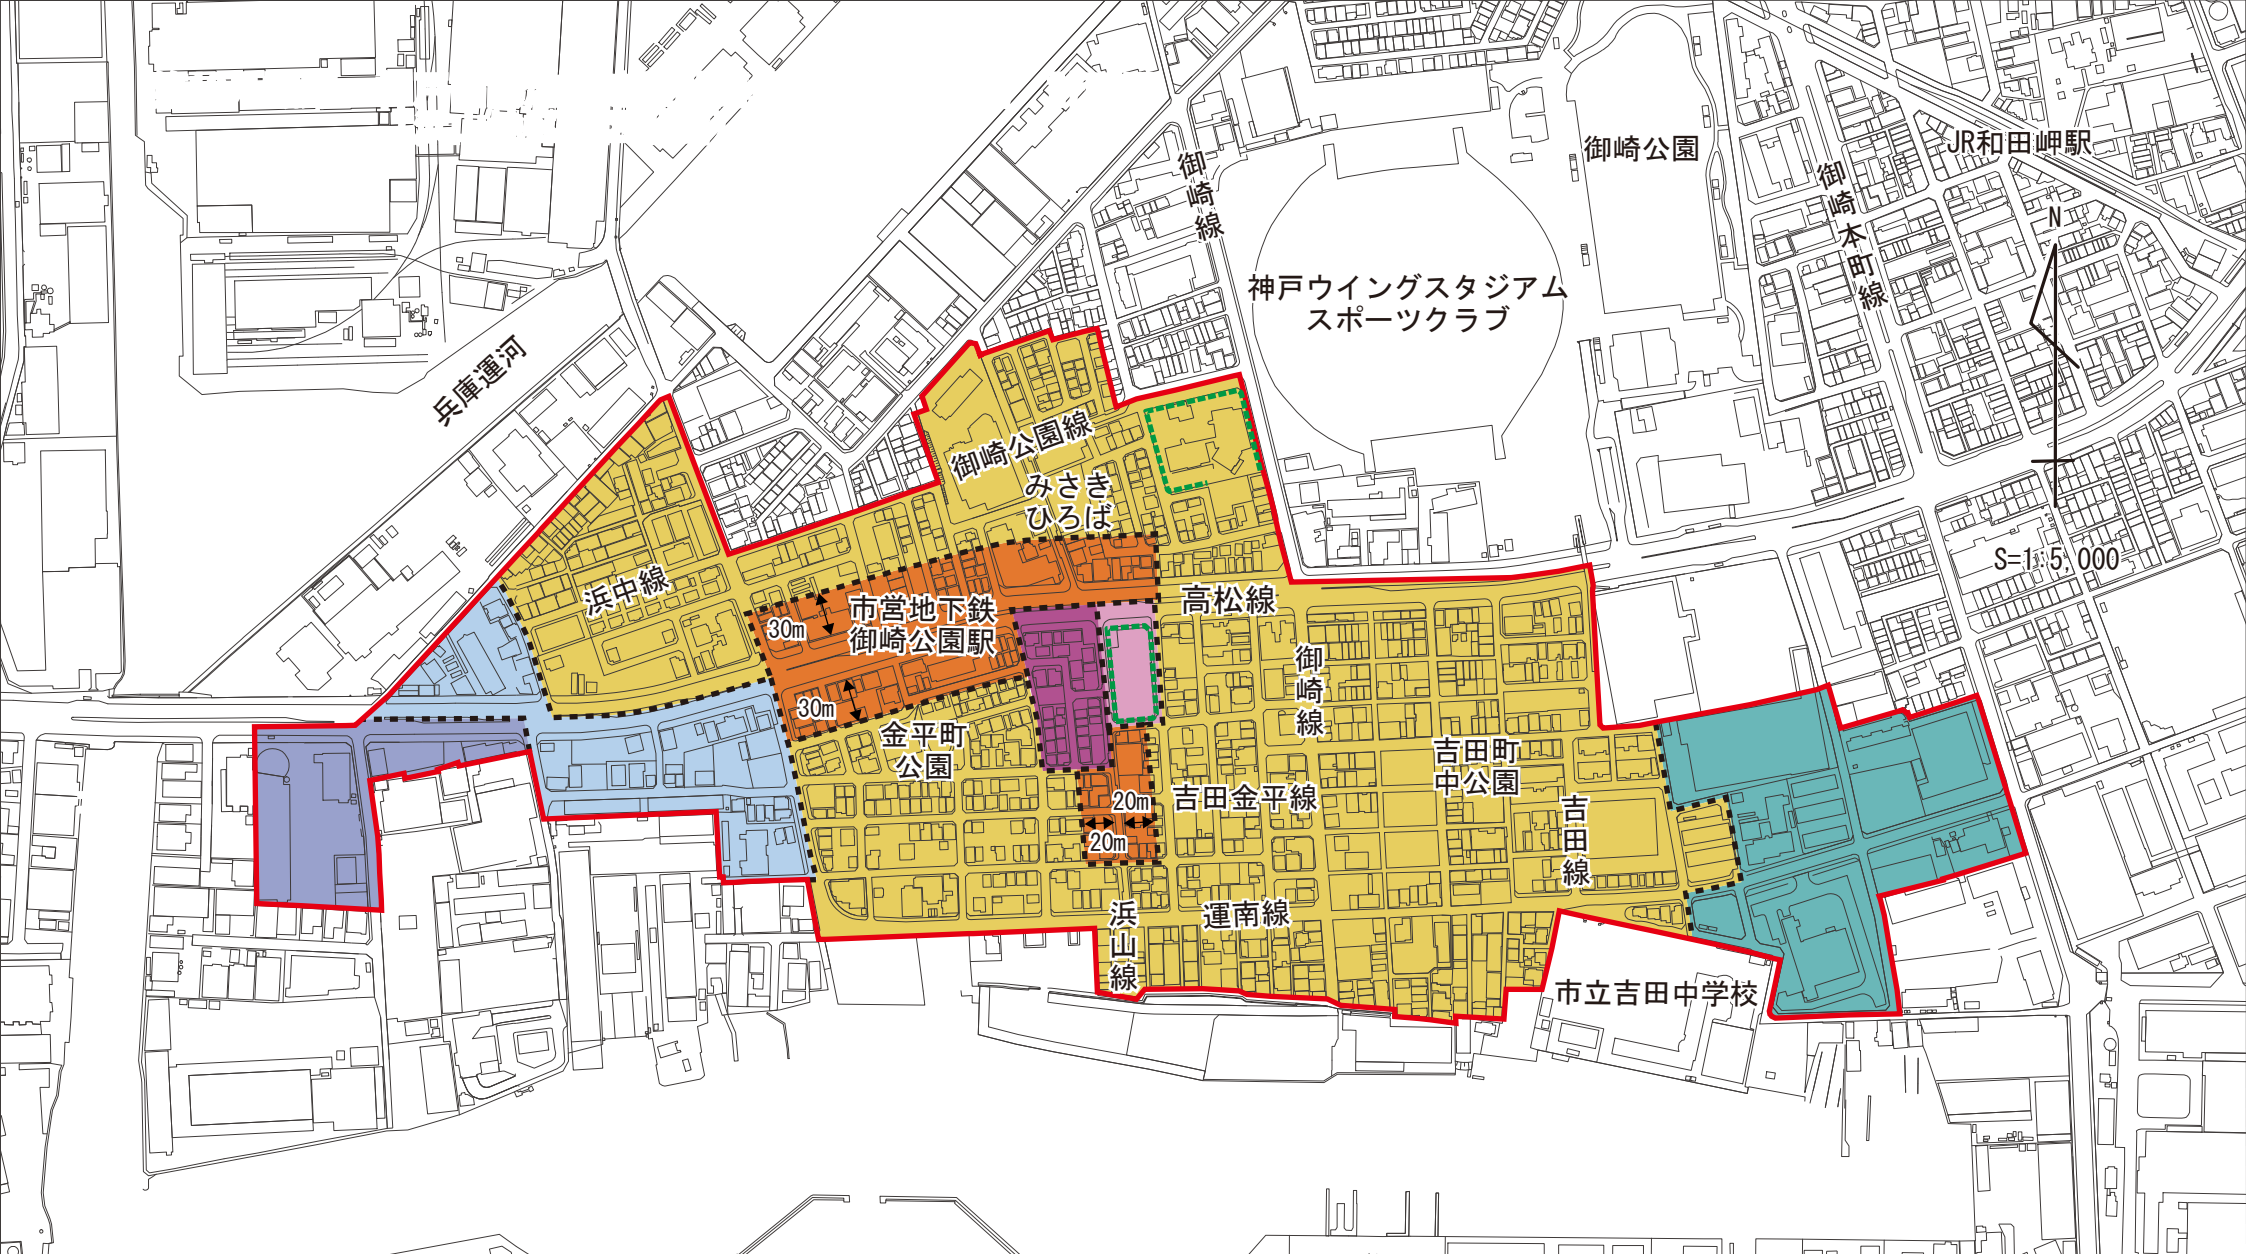 御崎公園
JR和田岬駅
御崎線
御崎本町線
N
神戸ウイングスタジアム
スポーツクラブ
兵庫運河
御崎公園線
みさき
ひろば
S=1:5,000
浜中線
市営地下鉄
御崎公園駅
30m
高松線
御崎線
30m
金平町
公園
吉田町
中公園
20m
吉田金平線
吉田線
20m
浜山線
運南線
市立吉田中学校